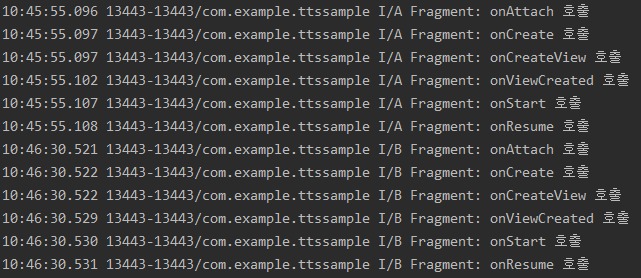 10:45:55.096 13443-13443/com.example.ttssample I/A Fragment: onAttach 호출
10:45:55.097 13443-13443/com.example.ttssample I/A Fragment: onCreate 호출
10:45:55.097 13443-13443/com.example.ttssample I/A Fragment: onCreateView 호출
10:45:55.102 13443-13443/com.example.ttssample I/A Fragment: onViewCreated 호출
10:45:55.107 13443-13443/com.example.ttssample I/A Fragment: onStart 호출
10:45:55.108 13443-13443/com.example.ttssample I/A Fragment: onResume 호출
10:46:30.521 13443-13443/com.example.ttssample I/B Fragment: onAttach 호출
10:46:30.522 13443-13443/com.example.ttssample I/B Fragment: onCreate 호출
10:46:30.522 13443-13443/com.example.ttssample I/B Fragment: onCreateView 호출
10:46:30.529 13443-13443/com.example.ttssample I/B Fragment: onViewCreated 호출
10:46:30.530 13443-13443/com.example.ttssample I/B Fragment: onStart 호출
10:46:30.531 13443-13443/com.example.ttssample I/B Fragment: onResume 호출